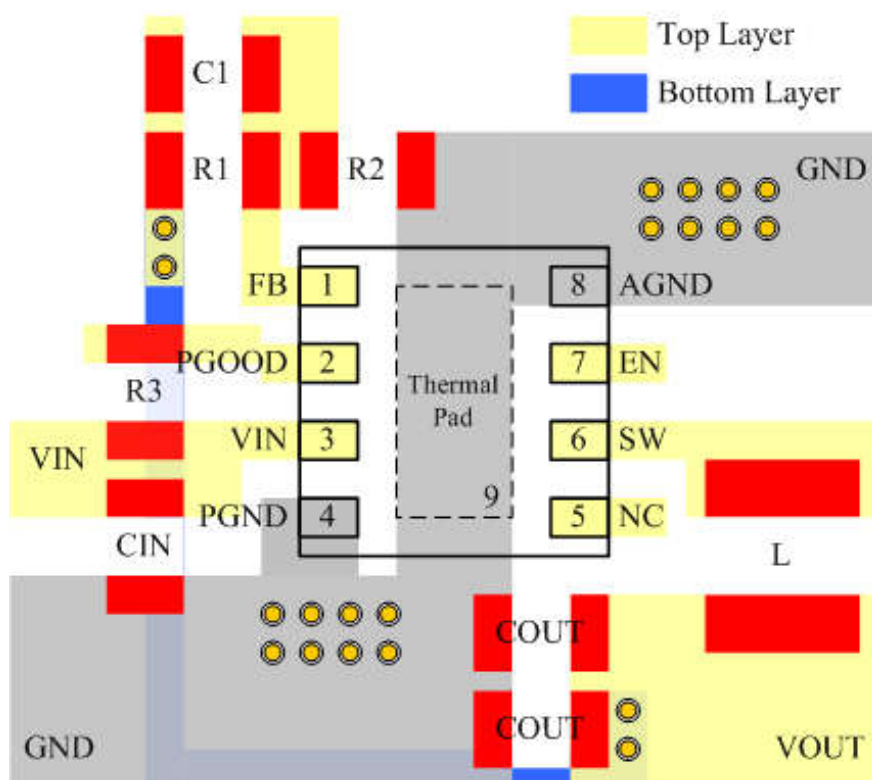 C1
Top Layer
Bottom Layer
R1
R2
GND
FB
1
8
AGND
PGOOD
2
7
EN
R3
Thermal
Pad
VIN
VIN
3
6
SW
PGND
4
9
5
NC
CIN
L
COUT
COUT
GND
VOUT